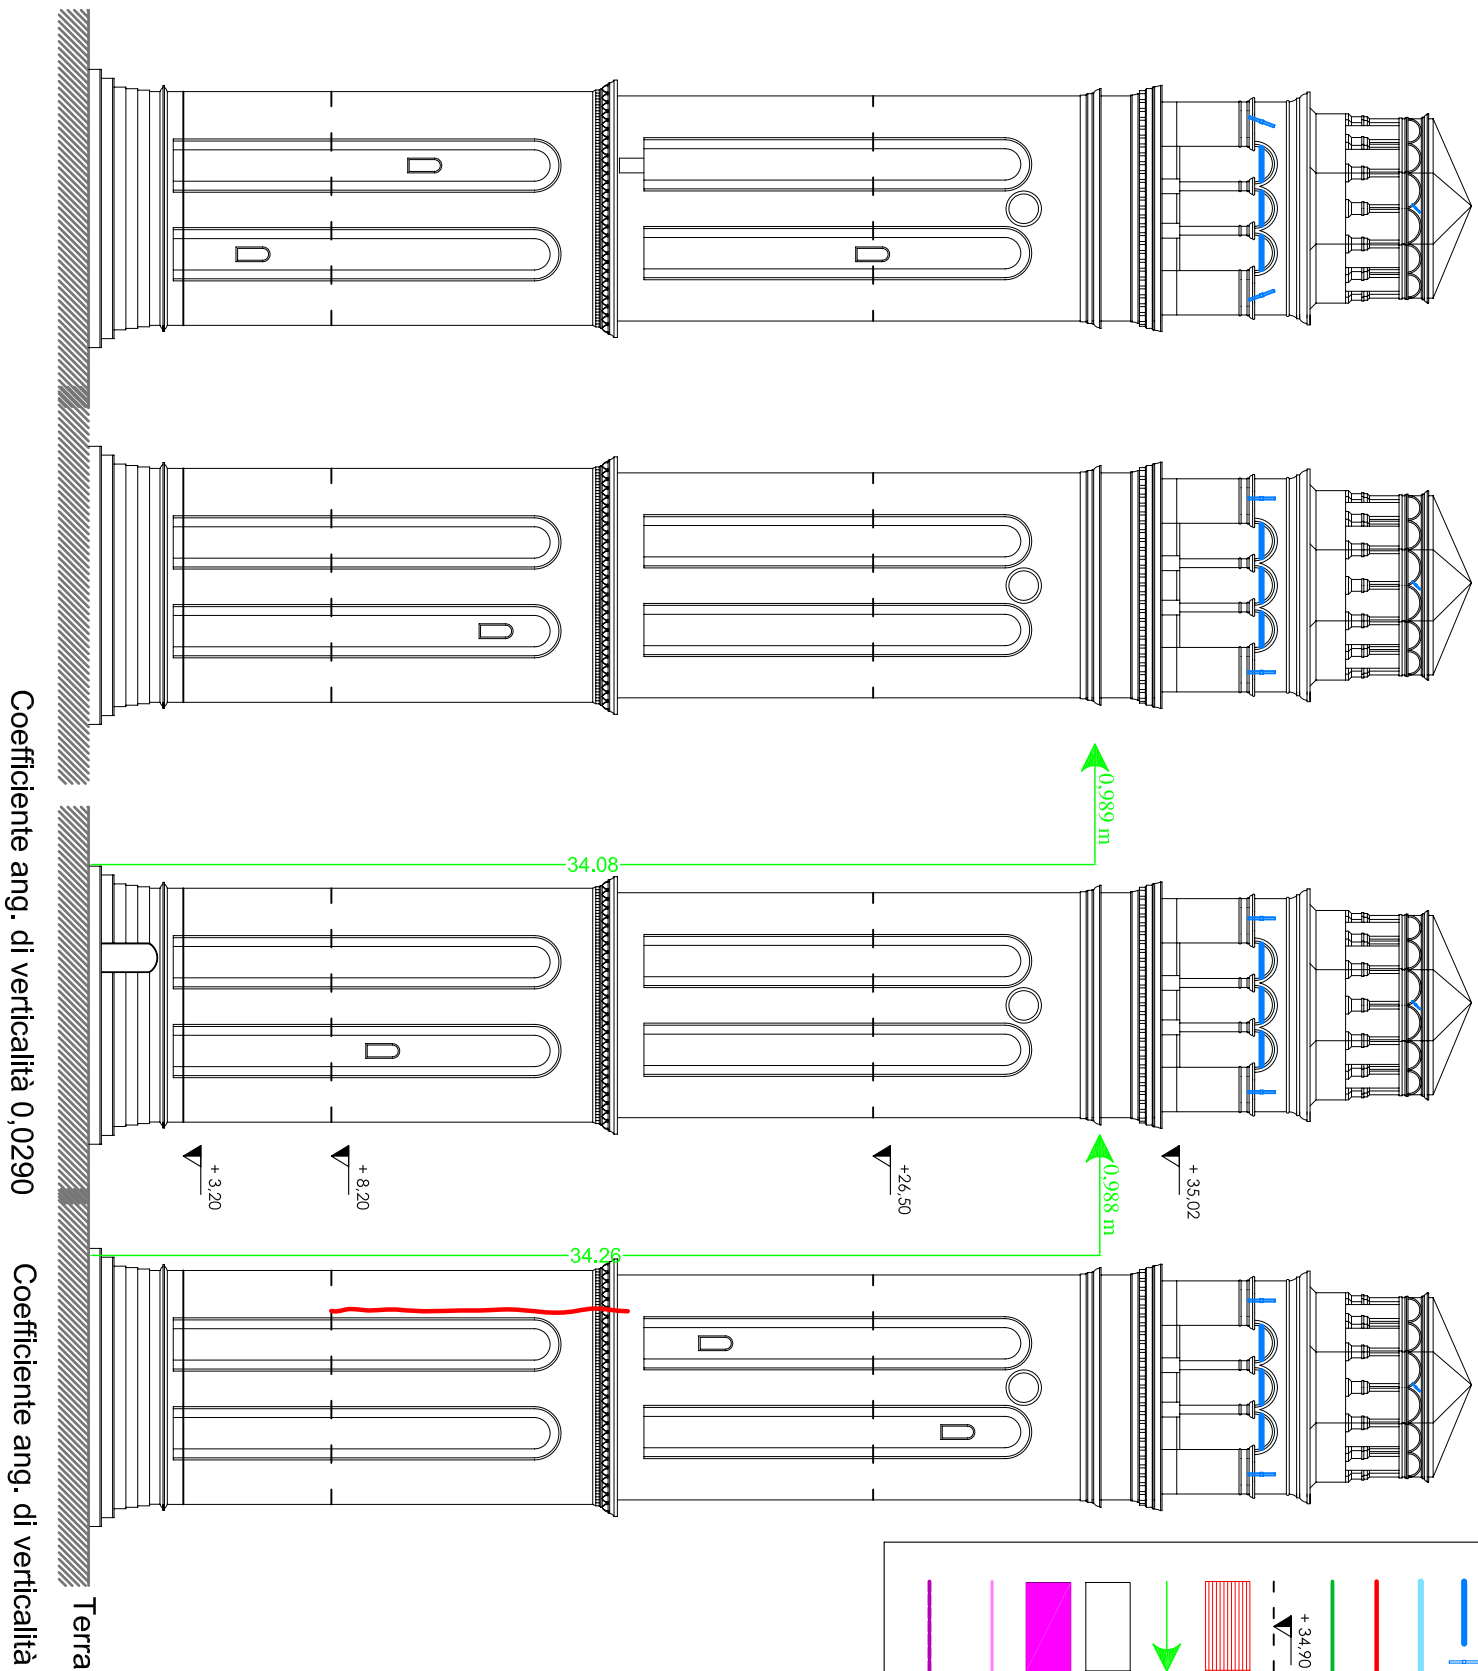 + 34,90
+ 35,02
+26,50
+ 8,20
+ 3,20
0,989 m
0,988 m
34.08
34.26
Terra
Coefficiente ang. di verticalità 0,0290
Coefficiente ang. di verticalità